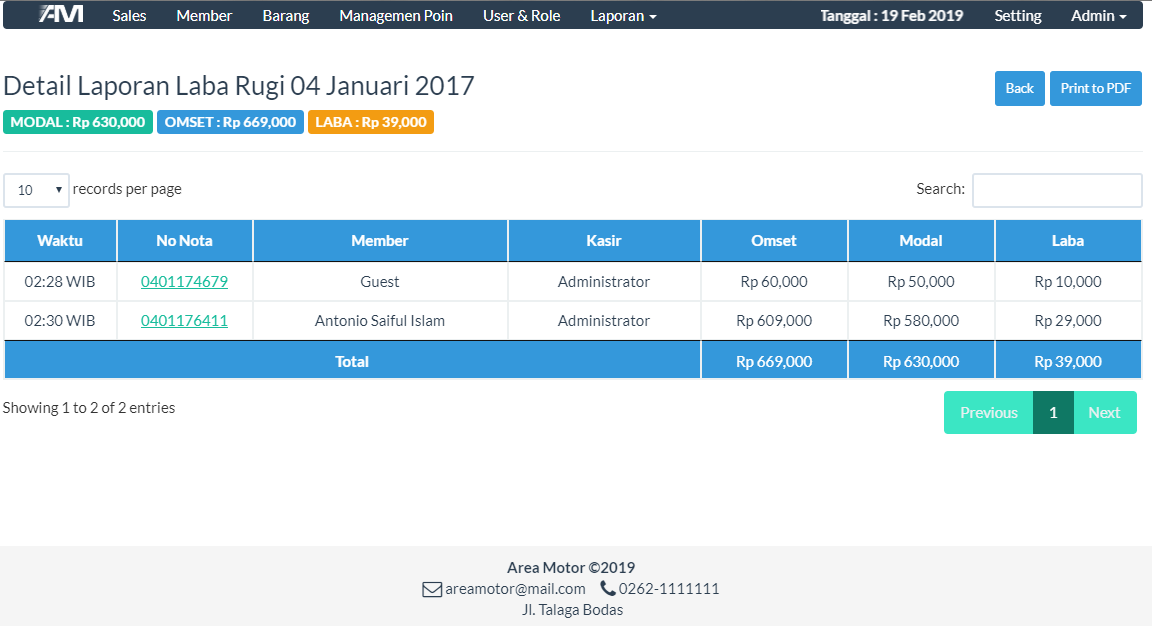 AM Sales Member Barang Managemen Poin User & Role Laporan Tanggal : 19 Feb 2019 Setting Admin
Detail Laporan Laba Rugi 04 Januari 2017 Back Print to PDF
MODAL : Rp 630,000 OMSET : Rp 669,000 LABA : Rp 39,000
10 records per page Search:
Waktu No Nota Member Kasir Omset Modal Laba
02:28 WIB 0401174679 Guest Administrator Rp 60,000 Rp 50,000 Rp 10,000
02:30 WIB 0401176411 Antonio Saiful Islam Administrator Rp 609,000 Rp 580,000 Rp 29,000
Total Rp 669,000 Rp 630,000 Rp 39,000
Showing 1 to 2 of 2 entries Previous 1 Next
Area Motor ©2019
areamotor@mail.com 0262-1111111
Jl. Talaga Bodas